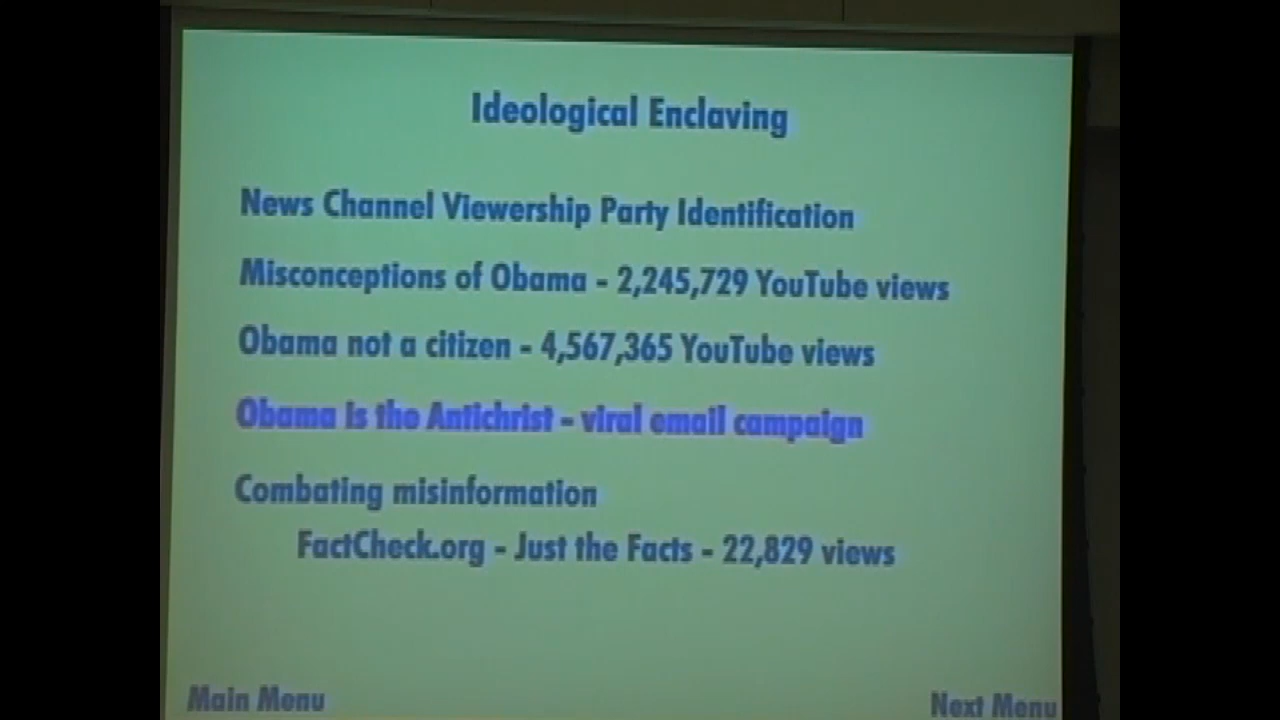 Ideological Enclaving
News Channel Viewership Party Identification
Misconceptions of Obama - 2,245,729 YouTube views
Obama not a citizen - 4,567,365 YouTube views
Obama is the Antichrist - viral email campaign
Combating misinformation
FactCheck.org - Just the Facts - 22,829 views
Main Menu
Next Menu